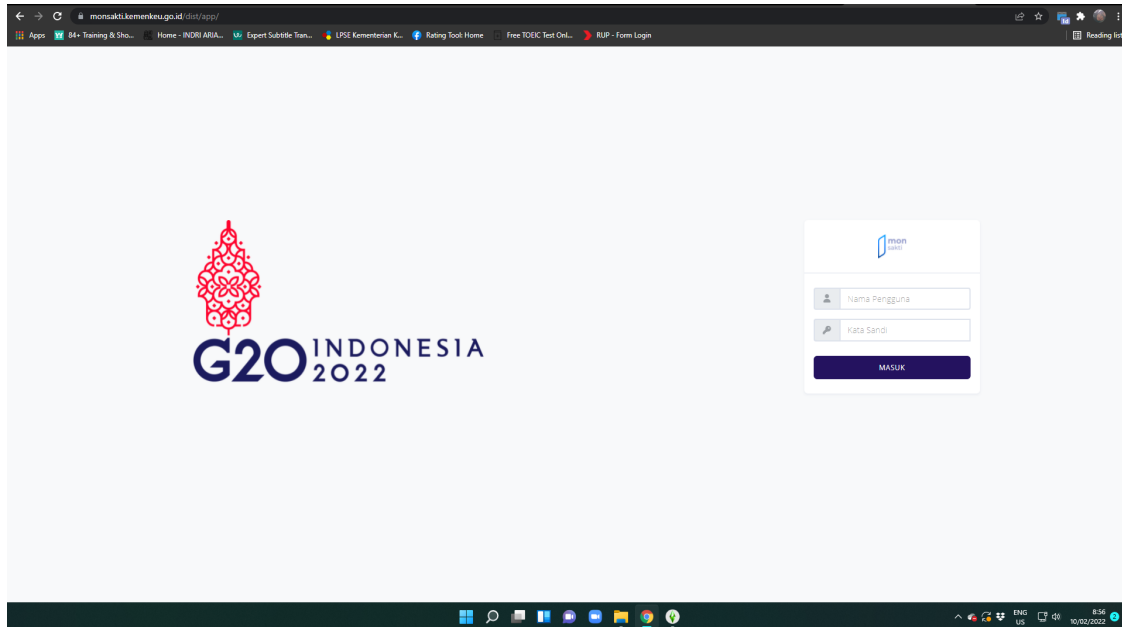 monsakti.kemenkeu.go.id/dist/app/
Apps
84+ Training & Sho...
Home - INDRI ARIA...
Expert Subtitle Tran...
LPSE Kementerian K...
Rating Tool: Home
Free TOEIC Test Onl...
RUP - Form Login
Reading list
mon
sakti
Nama Pengguna
Kata Sandi
MASUK
G20 INDONESIA
2022
ENG
US
8:56
10/02/2022
2